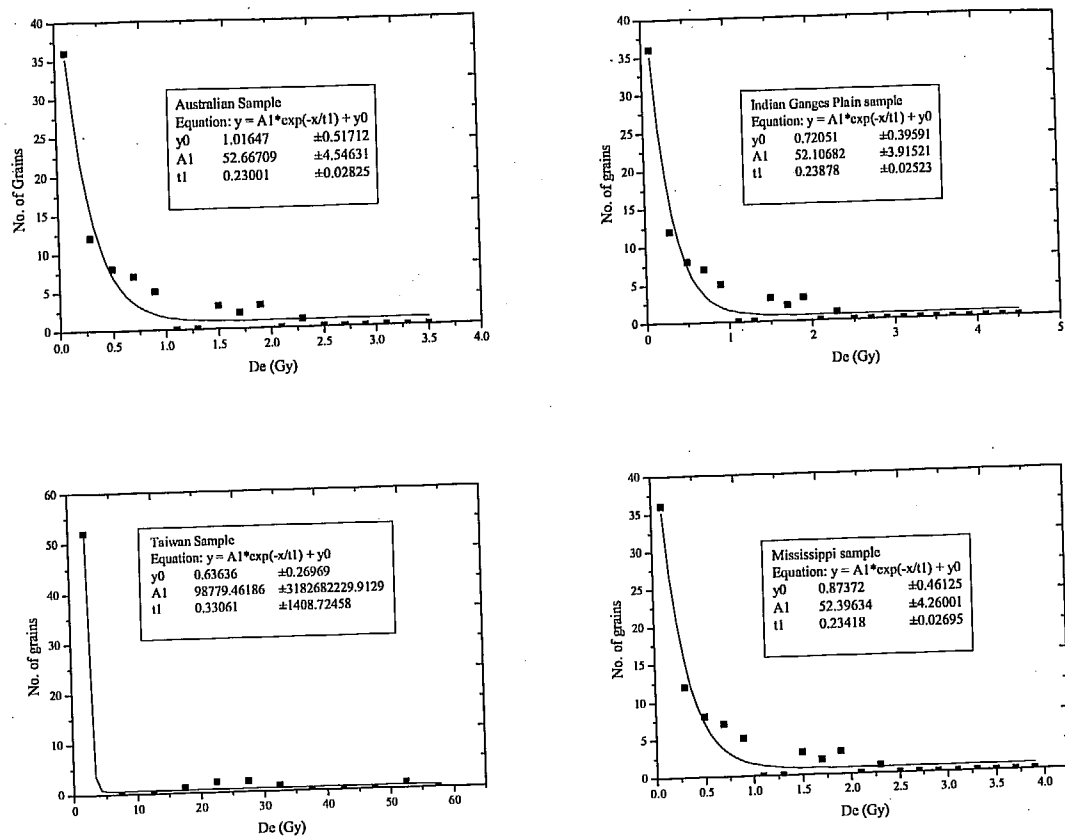 40
35
30
25
20
15
10
5
0
No. of Grains
Australian Sample
Equation: y = A1*exp(-x/t1) + y0
y0 1.01647 ±0.51712
A1 52.66709 ±4.54631
t1 0.23001 ±0.02825
0.0 0.5 1.0 1.5 2.0 2.5 3.0 3.5 4.0
De (Gy)
40
35
30
25
20
15
10
5
0
No. of grains
Indian Ganges Plain sample
Equation: y = A1*exp(-x/t1) + y0
y0 0.72051 ±0.39591
A1 52.10682 ±3.91521
t1 0.23878 ±0.02523
0 1 2 3 4 5
De (Gy)
60
50
40
30
20
10
0
No. of grains
Taiwan Sample
Equation: y = A1*exp(-x/t1) + y0
y0 0.63636 ±0.26969
A1 98779.46186 ±3182682229.9129
t1 0.33061 ±1408.72458
0 10 20 30 40 50 60
De (Gy)
40
35
30
25
20
15
10
5
0
No. of grains
Mississippi sample
Equation: y = A1*exp(-x/t1) + y0
y0 0.87372 ±0.46125
A1 52.39634 ±4.26001
t1 0.23418 ±0.02695
0.0 0.5 1.0 1.5 2.0 2.5 3.0 3.5 4.0
De (Gy)